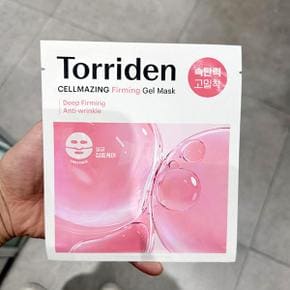 Torriden
CELLMAZING Firming Gel Mask
Deep Firming
Anti-wrinkle
속탄력
고밀착